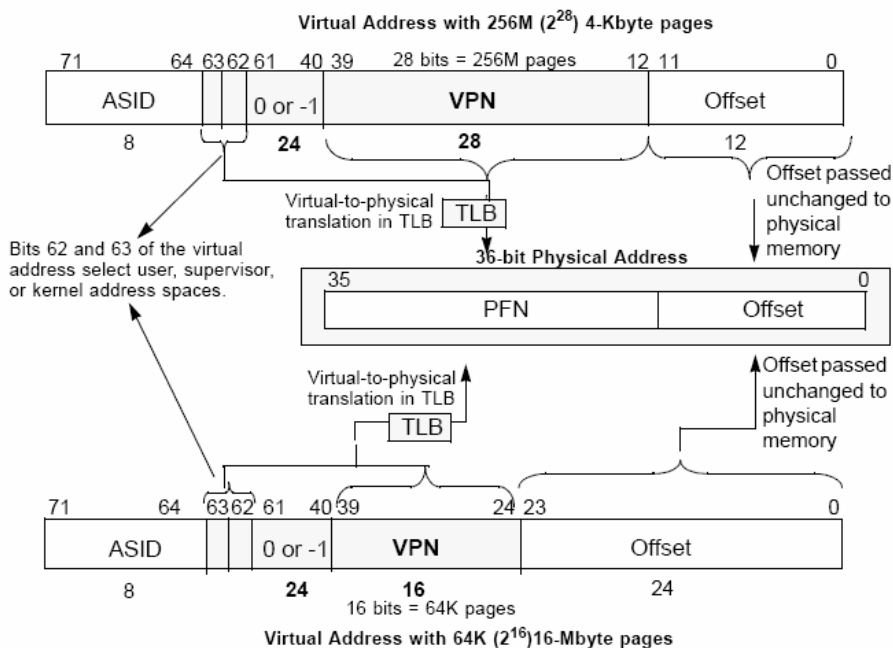 Virtual Address with 256M (2^28) 4-Kbyte pages
71 64 63 62 61 40 39 28 bits = 256M pages 12 11 0
ASID 0 or -1 VPN Offset
8 24 28 12
Virtual-to-physical
translation in TLB
TLB
Offset passed
unchanged to
physical
memory
Bits 62 and 63 of the virtual
address select user, supervisor,
or kernel address spaces.
36-bit Physical Address
35 0
PFN Offset
Virtual-to-physical
translation in TLB
TLB
Offset passed
unchanged to
physical
memory
71 64 63 62 61 40 39 24 23 0
ASID 0 or -1 VPN Offset
8 24 16 24
16 bits = 64K pages
Virtual Address with 64K (2^16)16-Mbyte pages